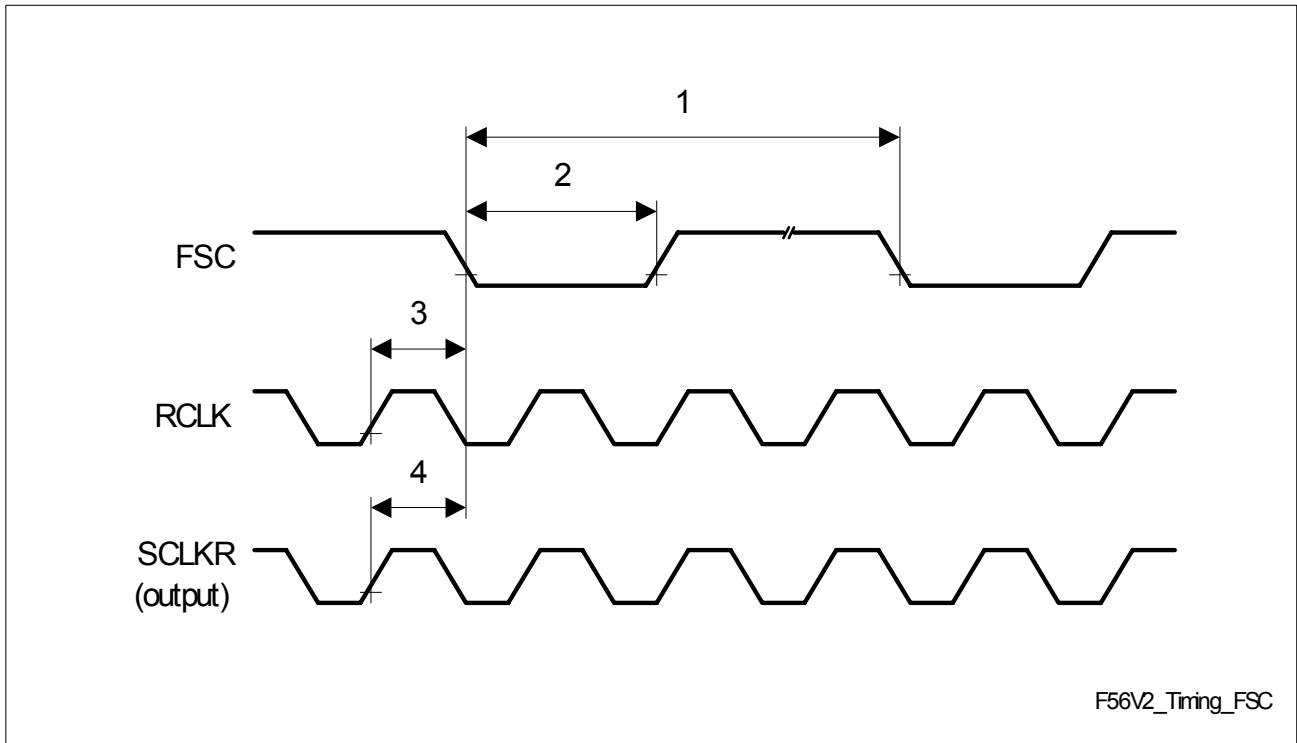 1
2
FSC
3
RCLK
4
SCLKR
(output)
F56V2_Timing_FSC